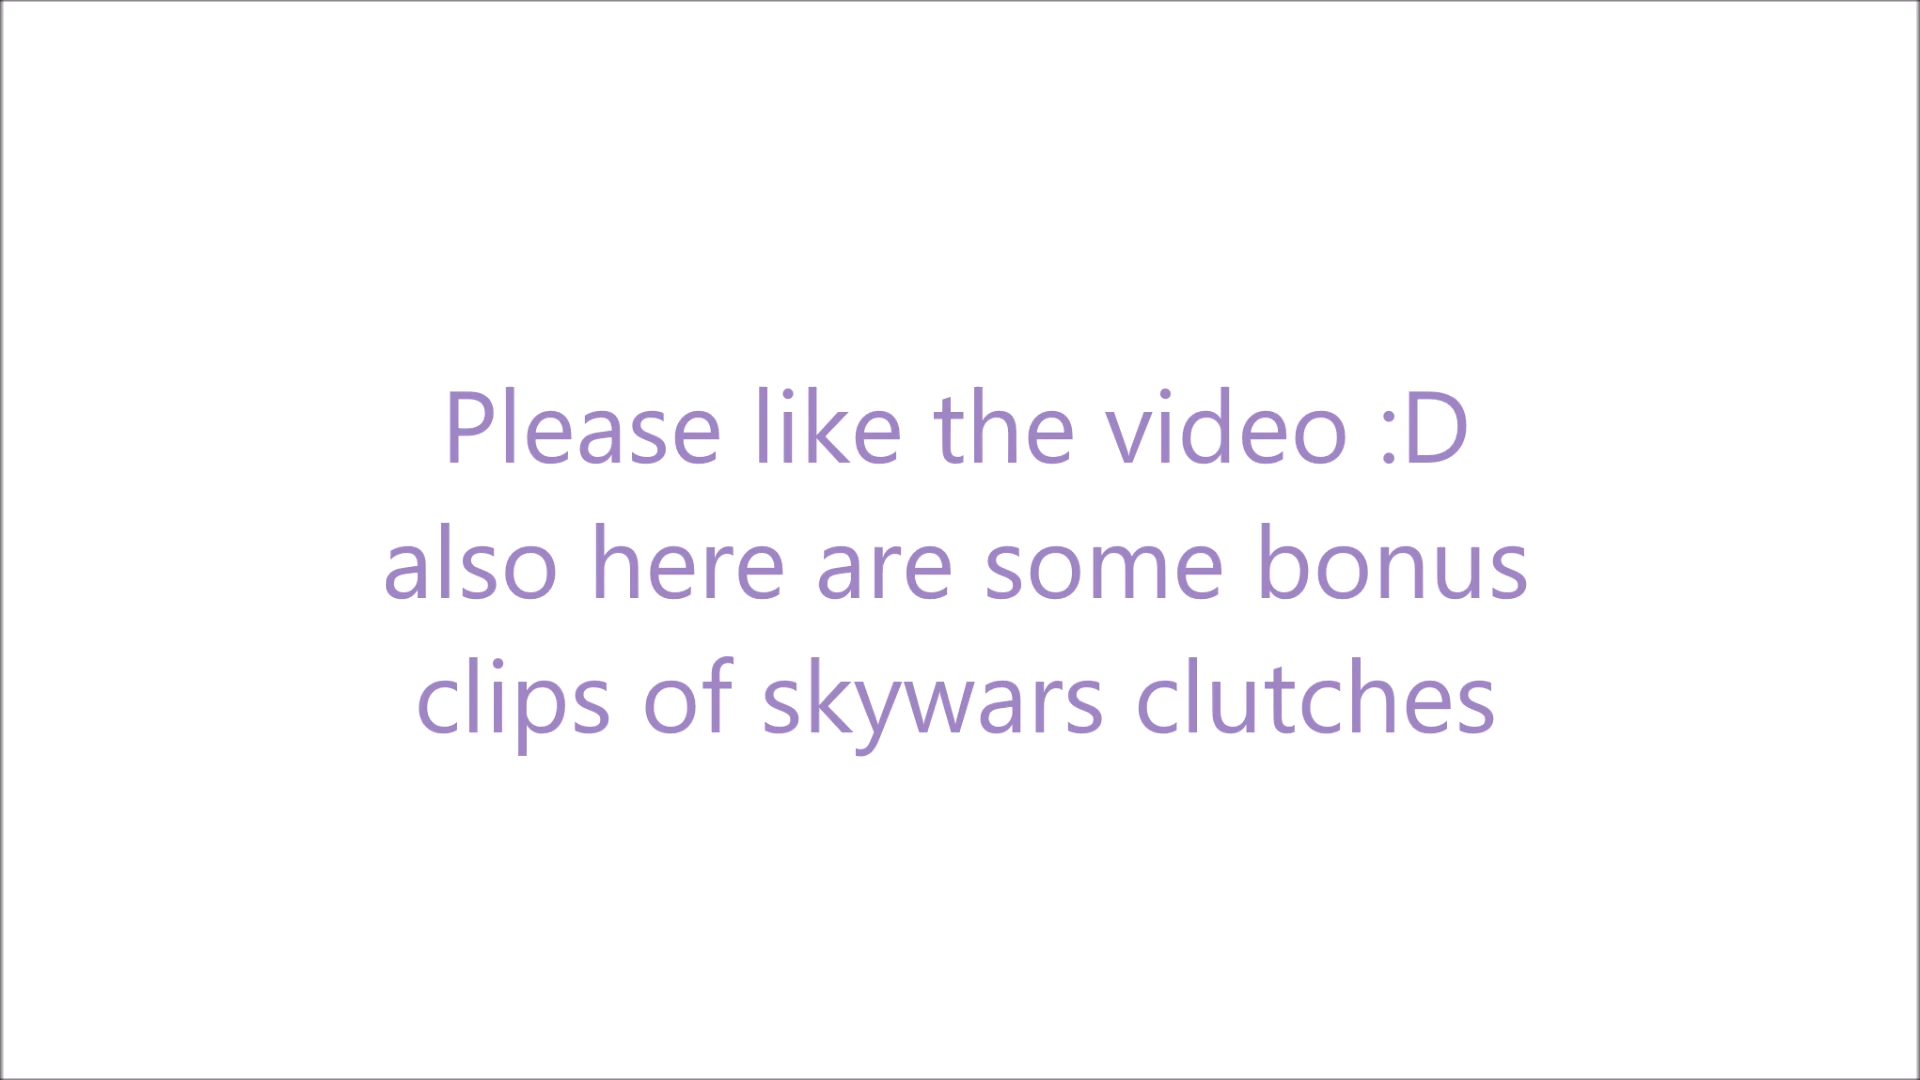 Please like the video :D
also here are some bonus
clips of skywars clutches